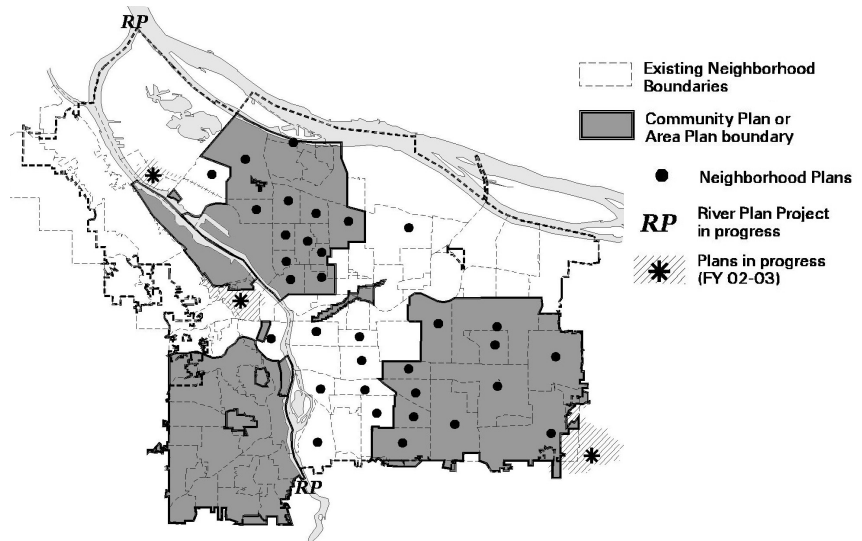 RP
Existing Neighborhood
Boundaries
Community Plan or
Area Plan boundary
Neighborhood Plans
RP
River Plan Project
in progress
Plans in progress
(FY 02-03)
RP